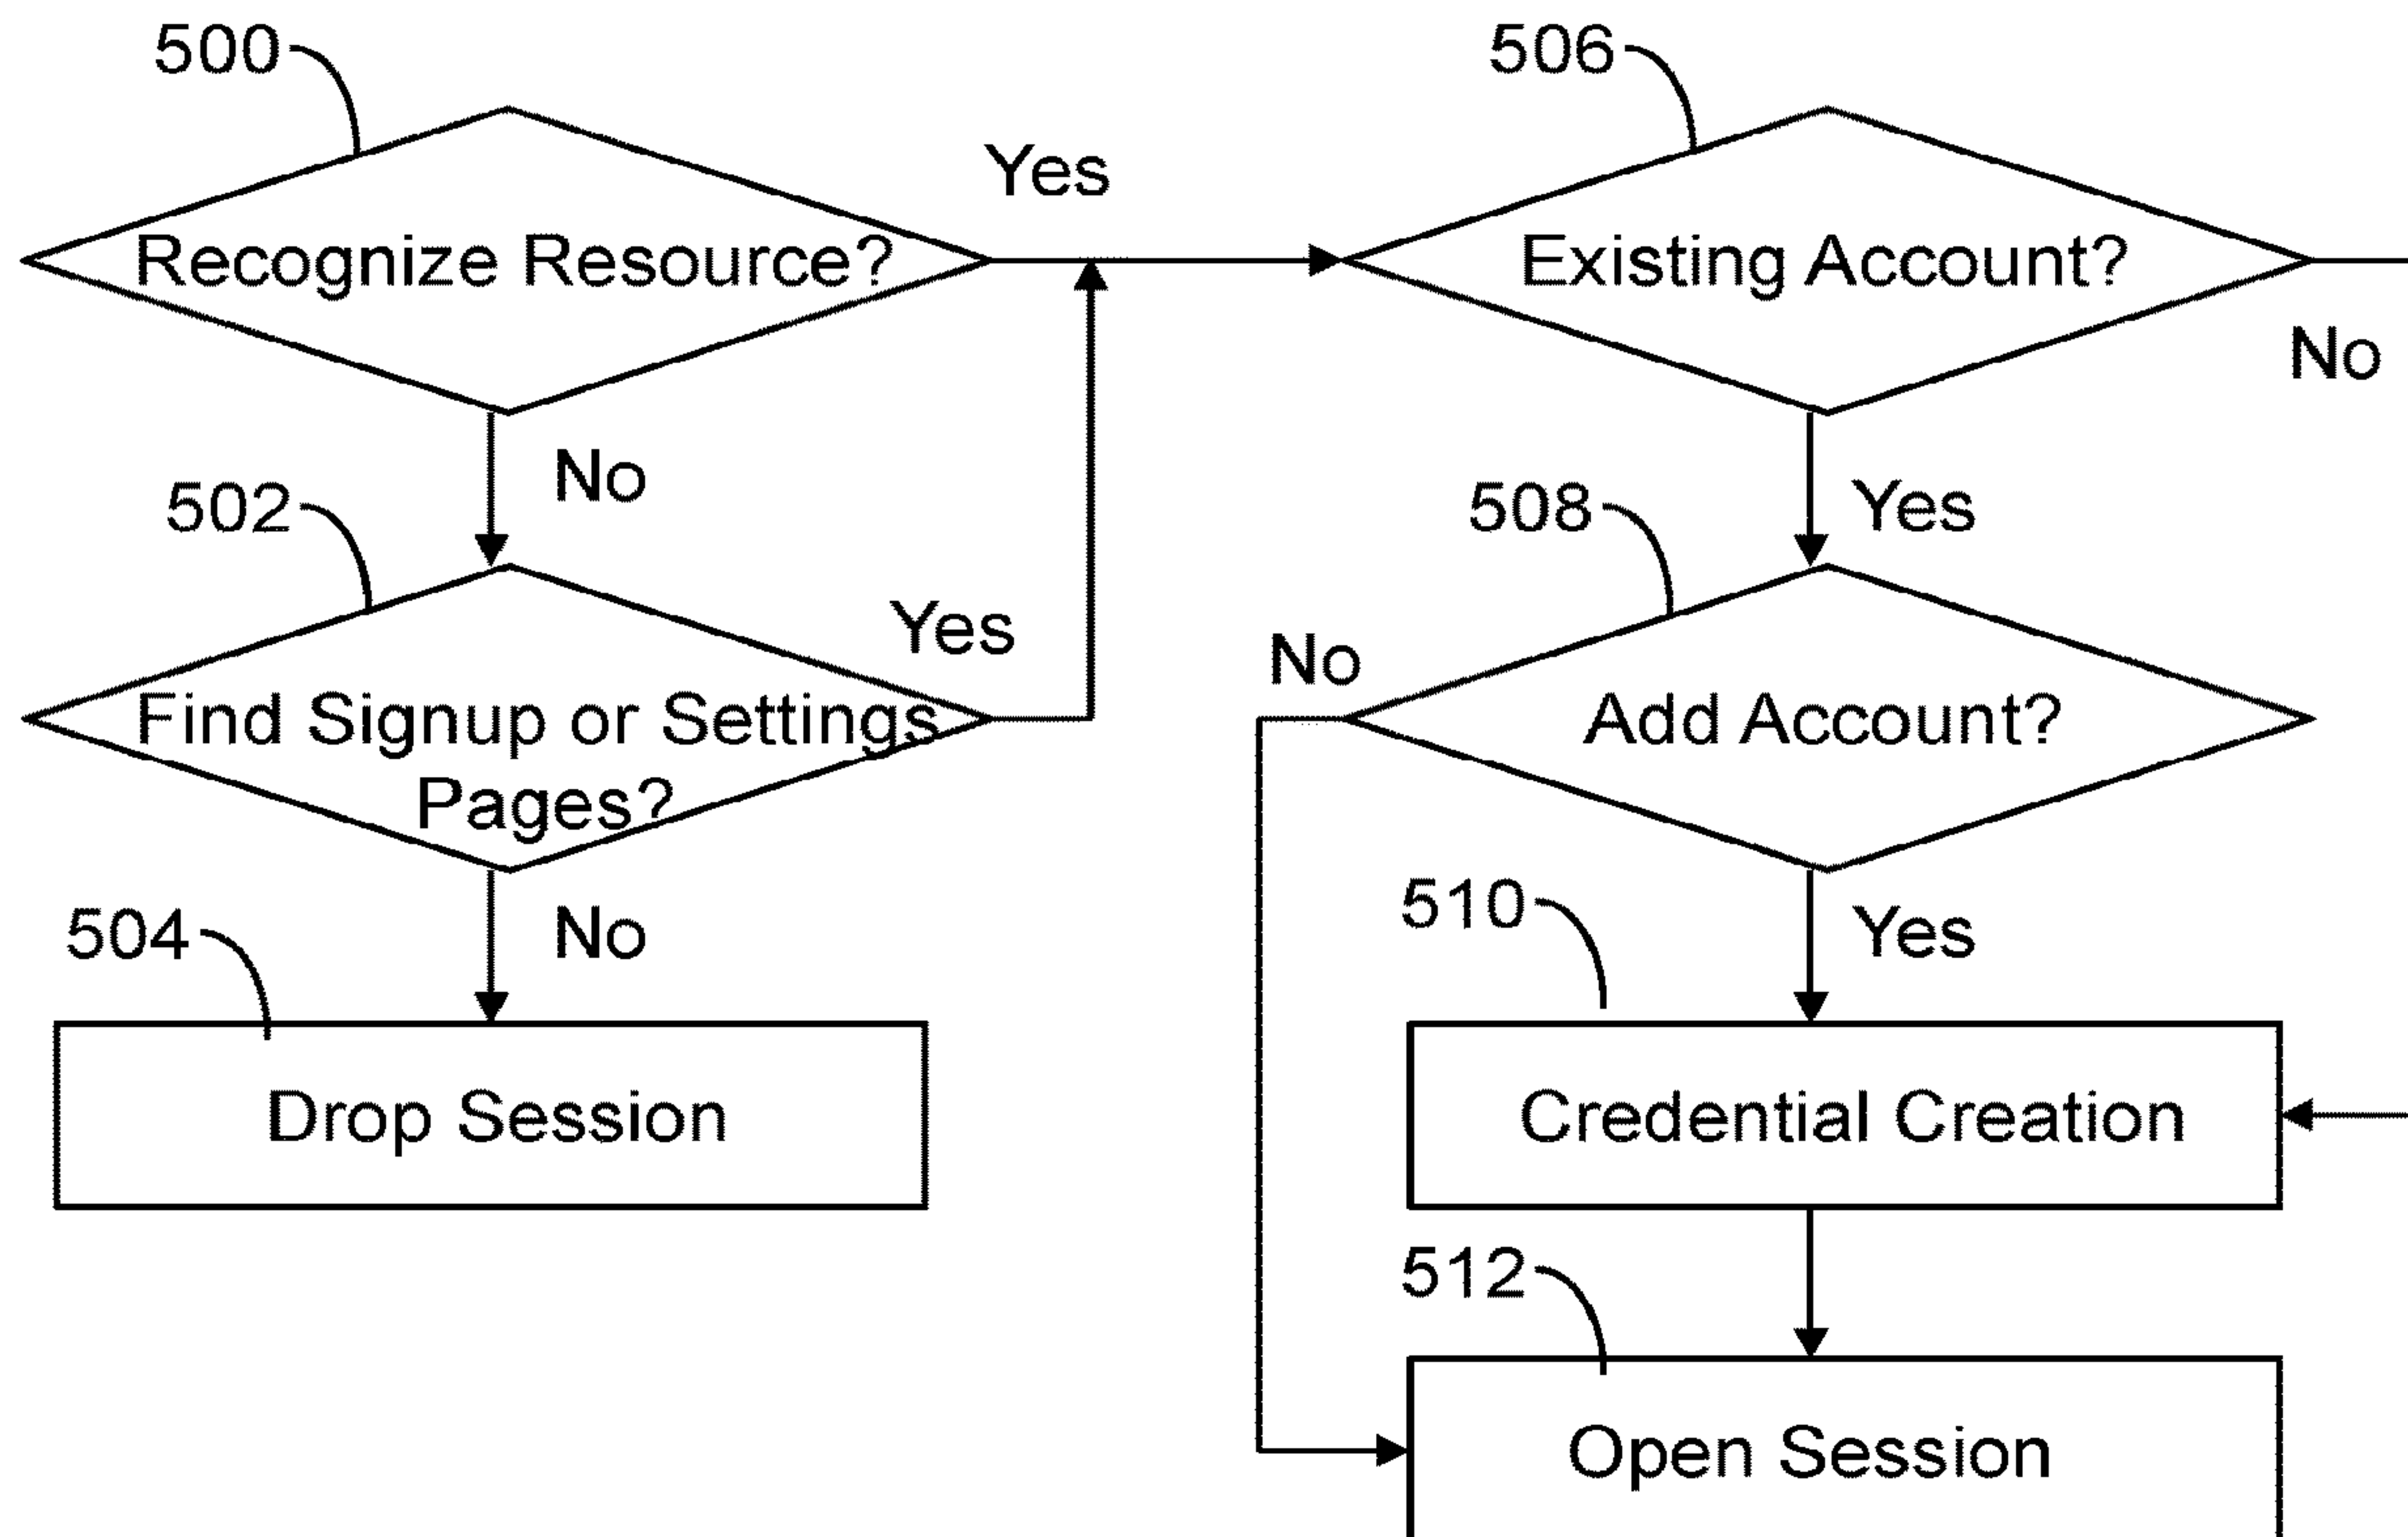 500
506
Yes
Recognize Resource?
Existing Account?
No
No
502
Yes
508
Yes
No
Find Signup or Settings
Pages?
Add Account?
504
No
510
Yes
Drop Session
Credential Creation
512
Open Session